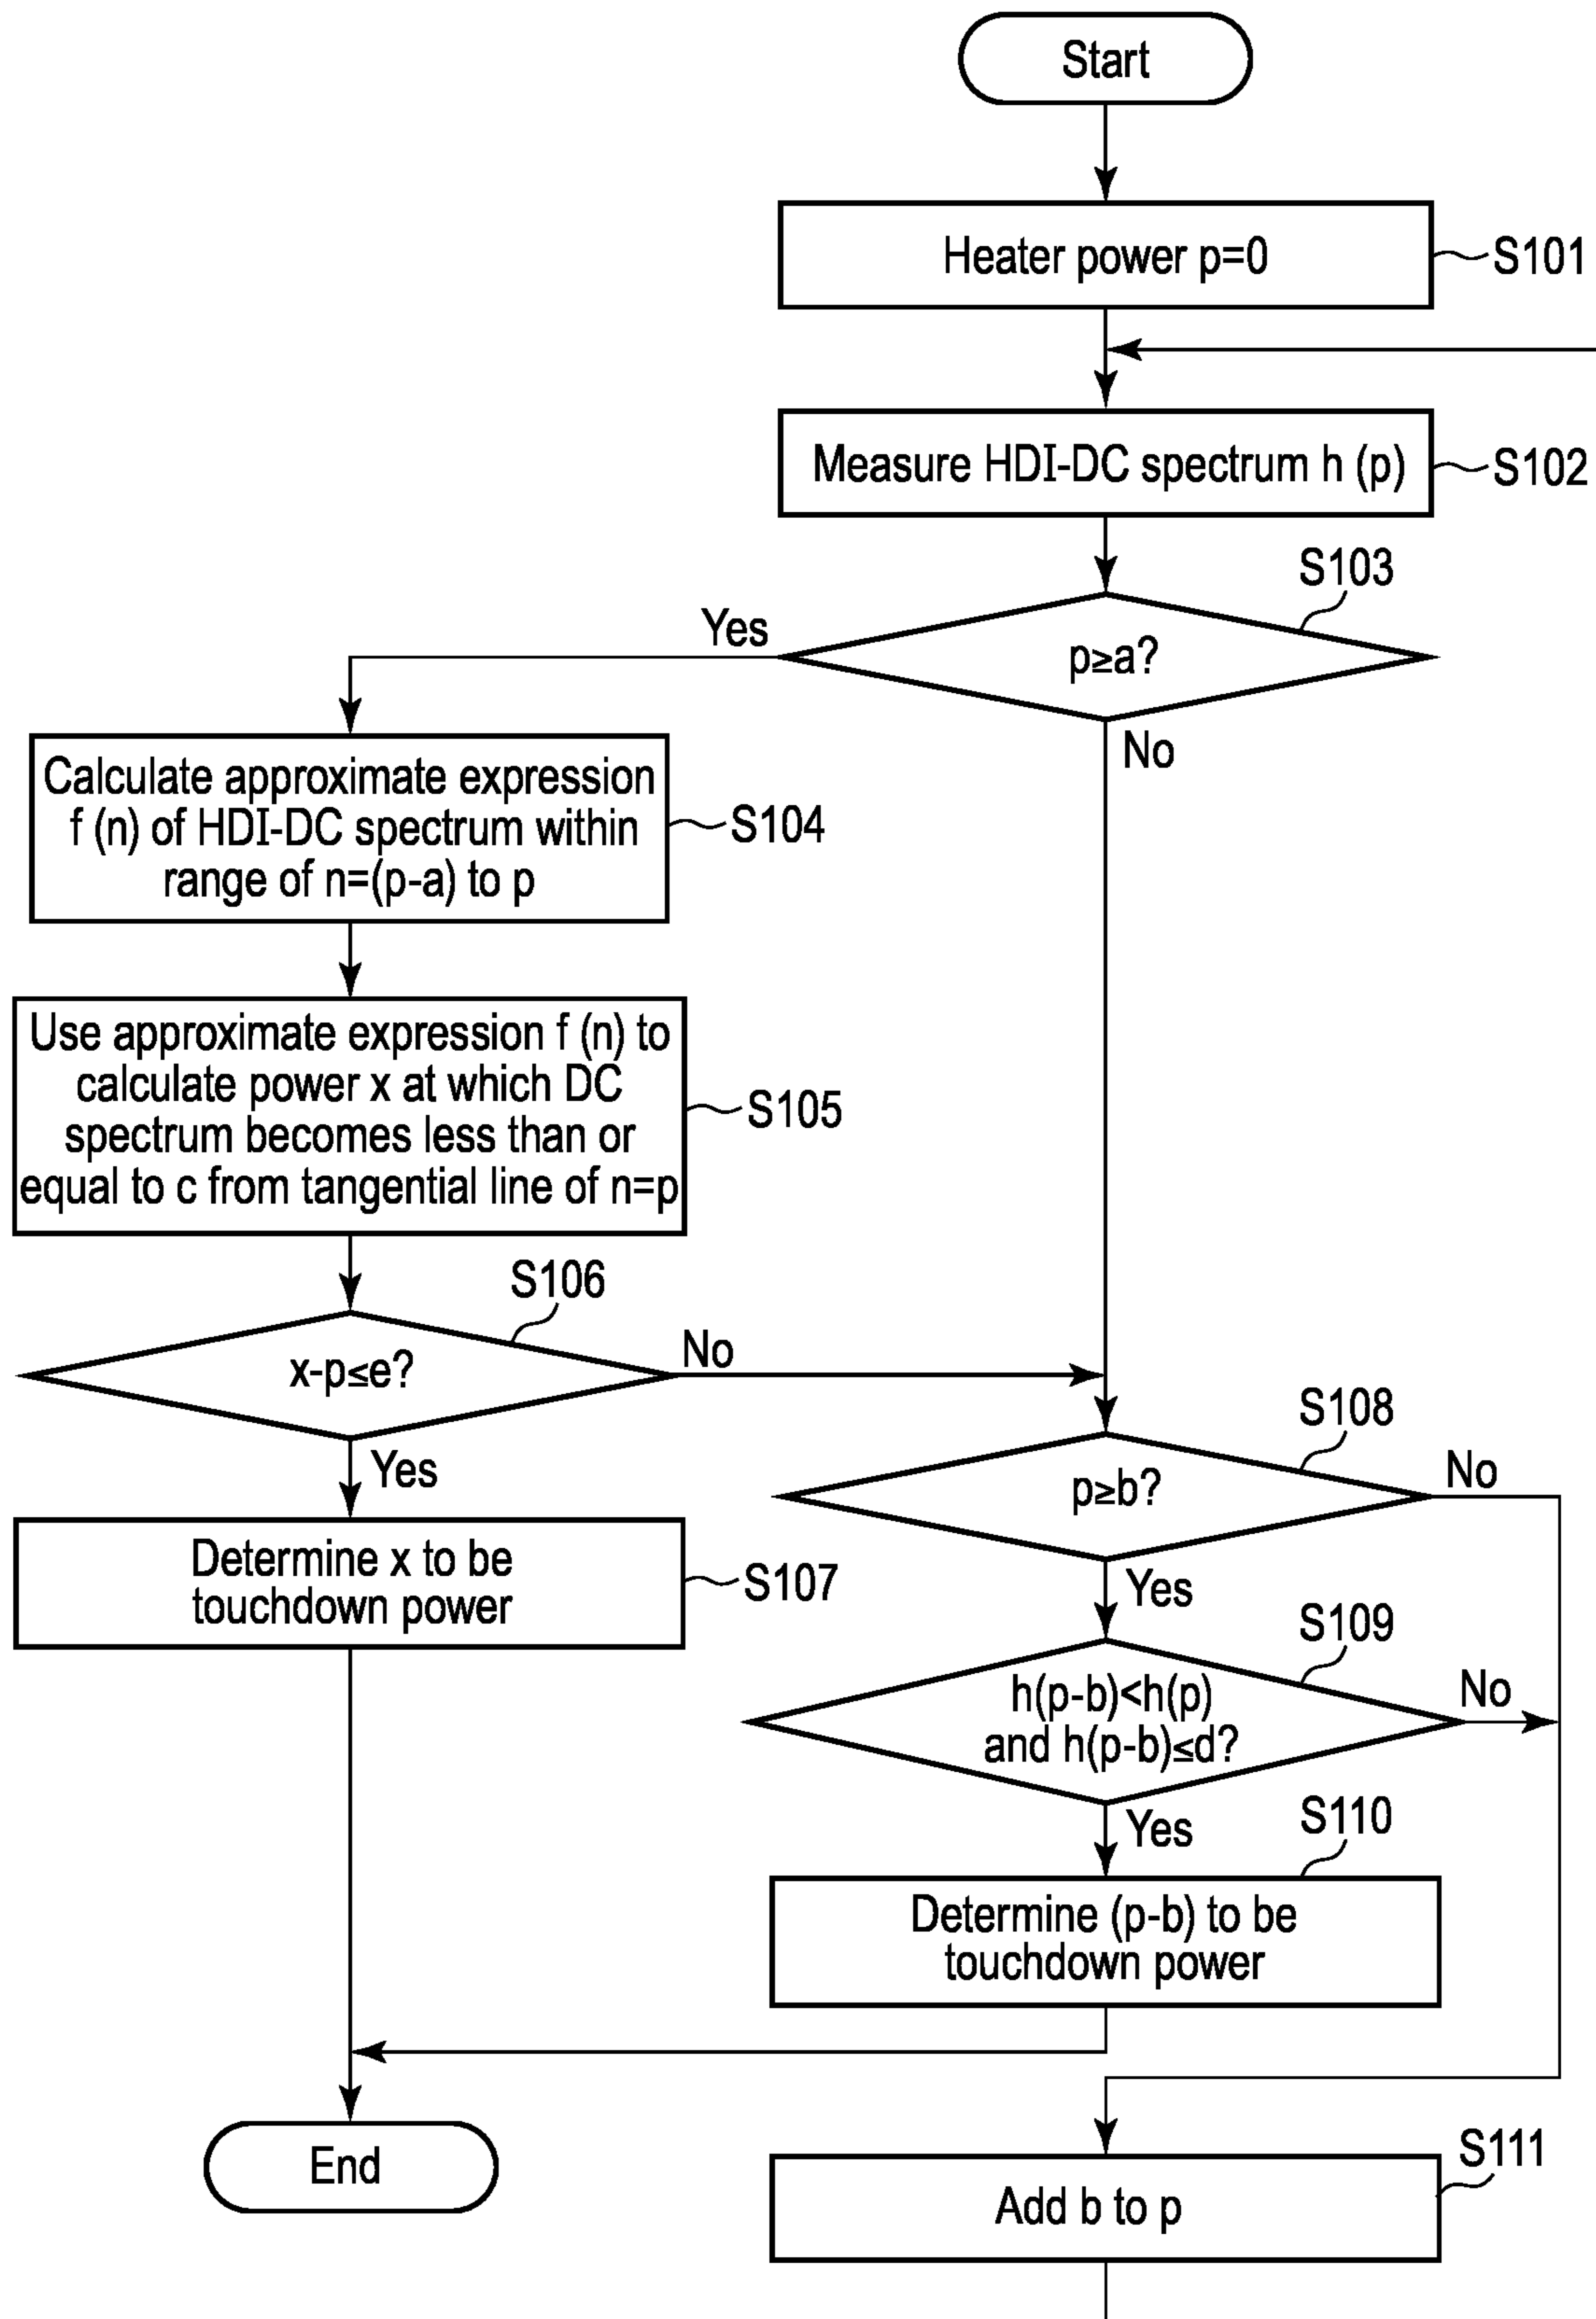 Start
Heater power p=0
S101
Measure HDI-DC spectrum h (p)
S102
S103
p≥a?
Yes
No
Calculate approximate expression
f (n) of HDI-DC spectrum within
range of n=(p-a) to p
S104
Use approximate expression f (n) to
calculate power x at which DC
spectrum becomes less than or
equal to c from tangential line of n=p
S105
S106
x-p≤e?
No
Yes
Determine x to be
touchdown power
S107
S108
p≥b?
No
Yes
S109
h(p-b)<h(p)
and h(p-b)≤d?
No
Yes
S110
Determine (p-b) to be
touchdown power
End
S111
Add b to p